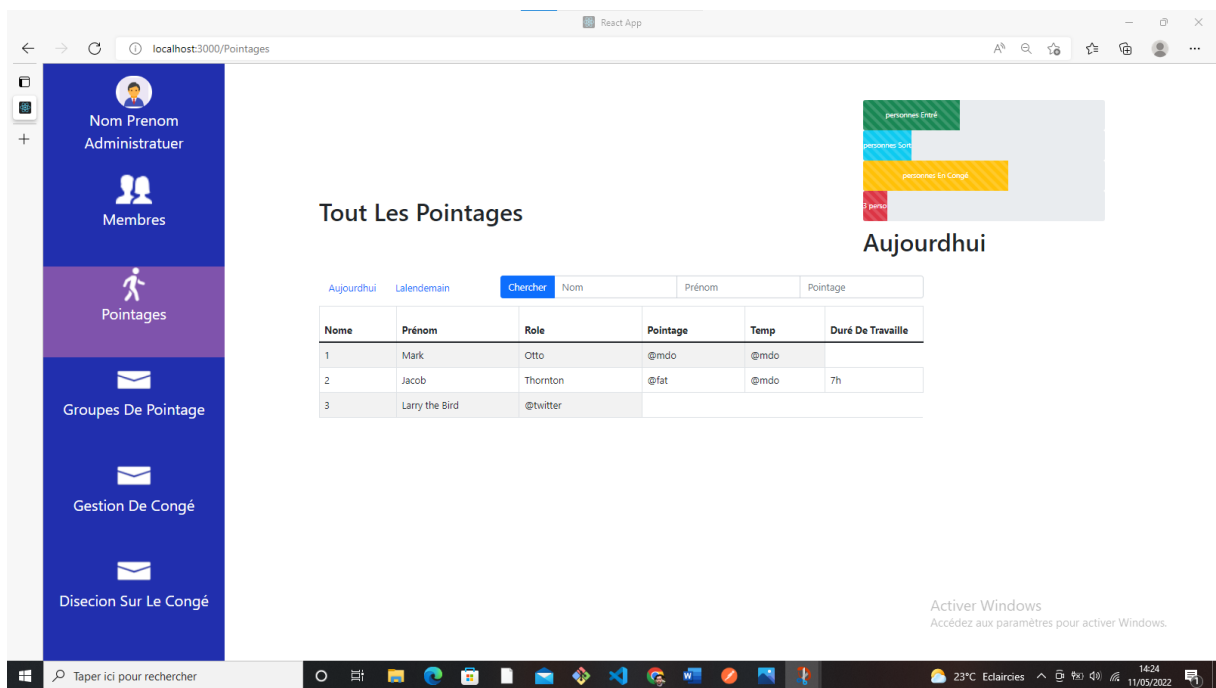 React App
localhost:3000/Pointages
Nom Prenom
Administratuer
Membres
Pointages
Groupes De Pointage
Gestion De Congé
Disecion Sur Le Congé
personnes Entré
personnes Sort
personnes En Congé
3 perso
Tout Les Pointages
Aujourdhui
Aujourdhui Lalendemain Chercher Nom Prénom Pointage
Nome Prénom Role Pointage Temp Duré De Travaille
1 Mark Otto @mdo @mdo
2 Jacob Thornton @fat @mdo 7h
3 Larry the Bird @twitter
Activer Windows
Accédez aux paramètres pour activer Windows.
Taper ici pour rechercher
23°C Eclaircies
14:24
11/05/2022